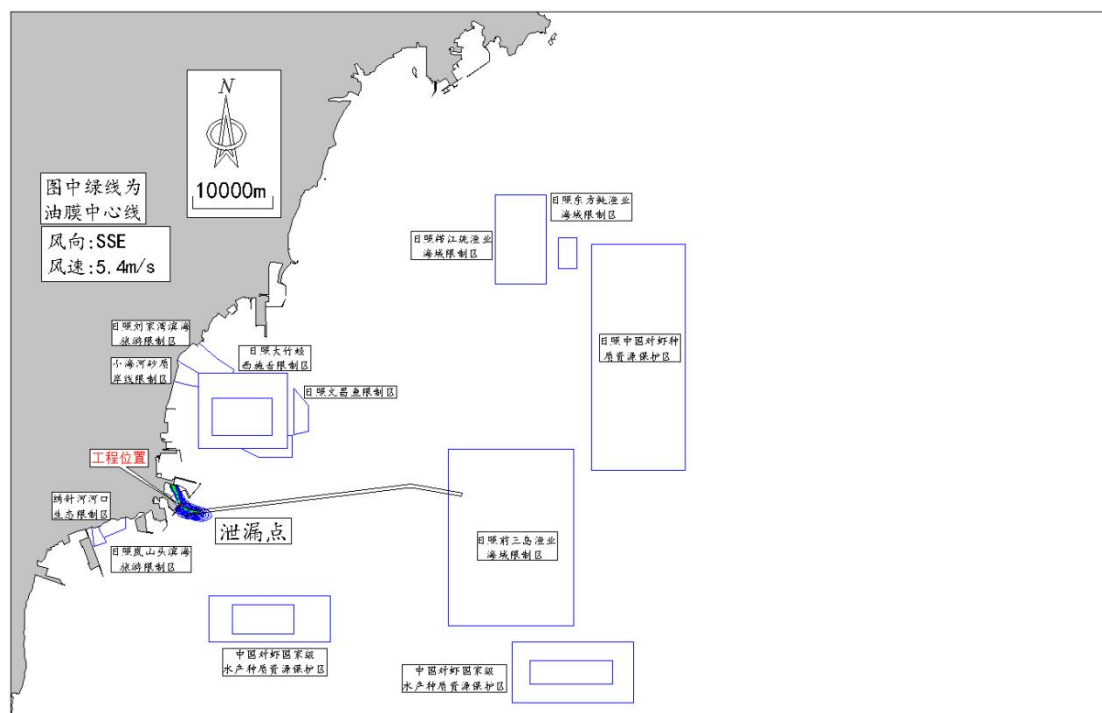 N
10000m
图中绿线为
油膜中心线
风向:SSE
风速:5.4m/s
日照东方鲀渔业
海域限制区
日照栉江珧渔业
海域限制区
日照中国对虾种
质资源保护区
日照刘家湾滨海
旅游限制区
小海河砂质
岸线限制区
日照大竹蛏
西施舌限制区
日照文昌鱼限制区
工程位置
绣针河河口
生态限制区
泄漏点
日照岚山头滨海
旅游限制区
日照前三岛渔业
海域限制区
中国对虾国家级
水产种质资源保护区
中国对虾国家级
水产种质资源保护区